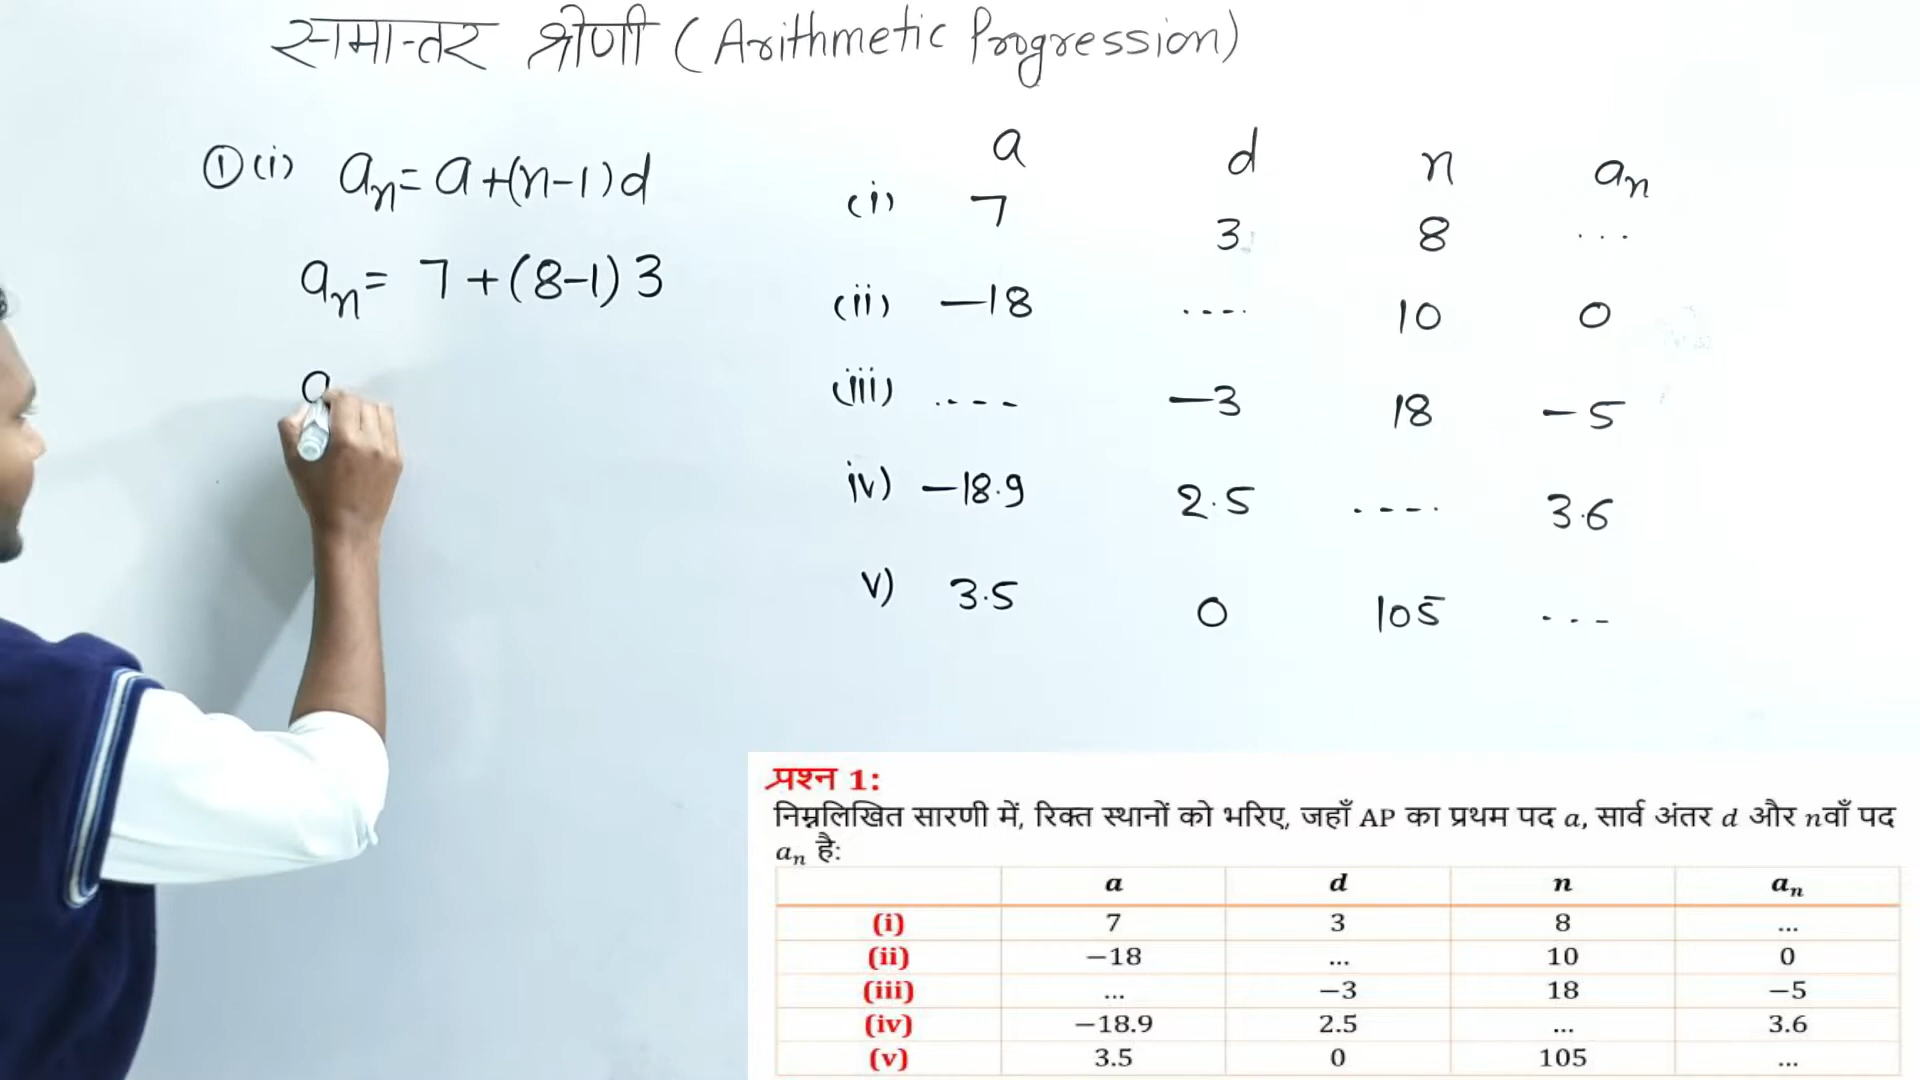 समान्तर श्रेणी (Arithmetic Progression)
① (i) an = a + (n-1) d
an = 7 + (8-1) 3
a
a d n an
(i) 7 3 8 ...
(ii) -18 .... 10 0
(iii) .... -3 18 -5
iv) -18.9 2.5 ..... 3.6
v) 3.5 0 105 ...
प्रश्न 1:
निम्नलिखित सारणी में, रिक्त स्थानों को भरिए, जहाँ AP का प्रथम पद a, सार्व अंतर d और nवाँ पद
an है:
a d n an
(i) 7 3 8 ...
(ii) −18 ... 10 0
(iii) ... −3 18 −5
(iv) −18.9 2.5 ... 3.6
(v) 3.5 0 105 ...